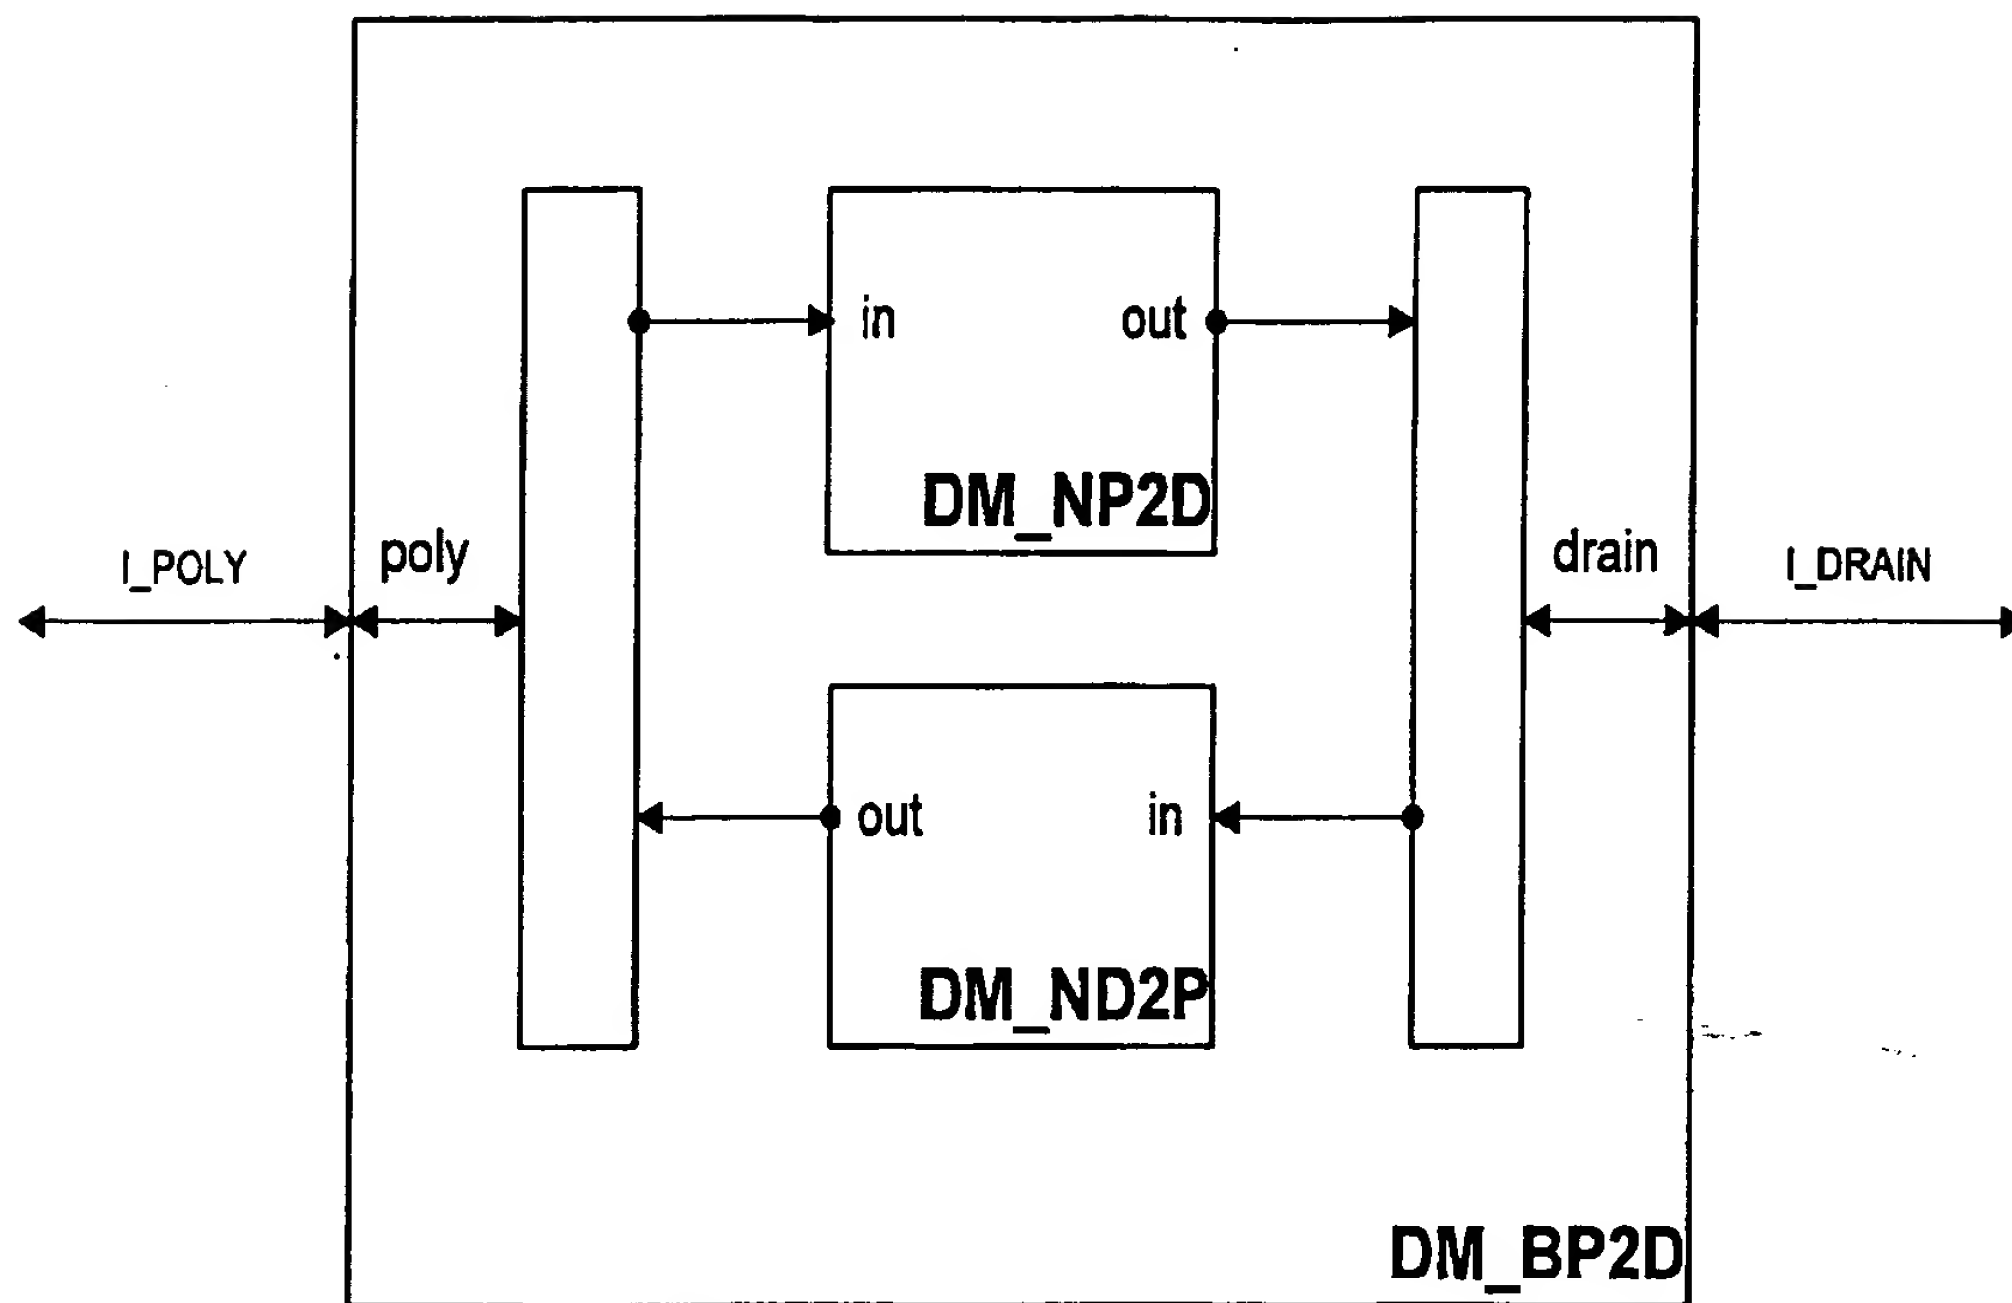 in out
DM_NP2D
I_POLY poly drain I_DRAIN
out in
DM_ND2P
DM_BP2D